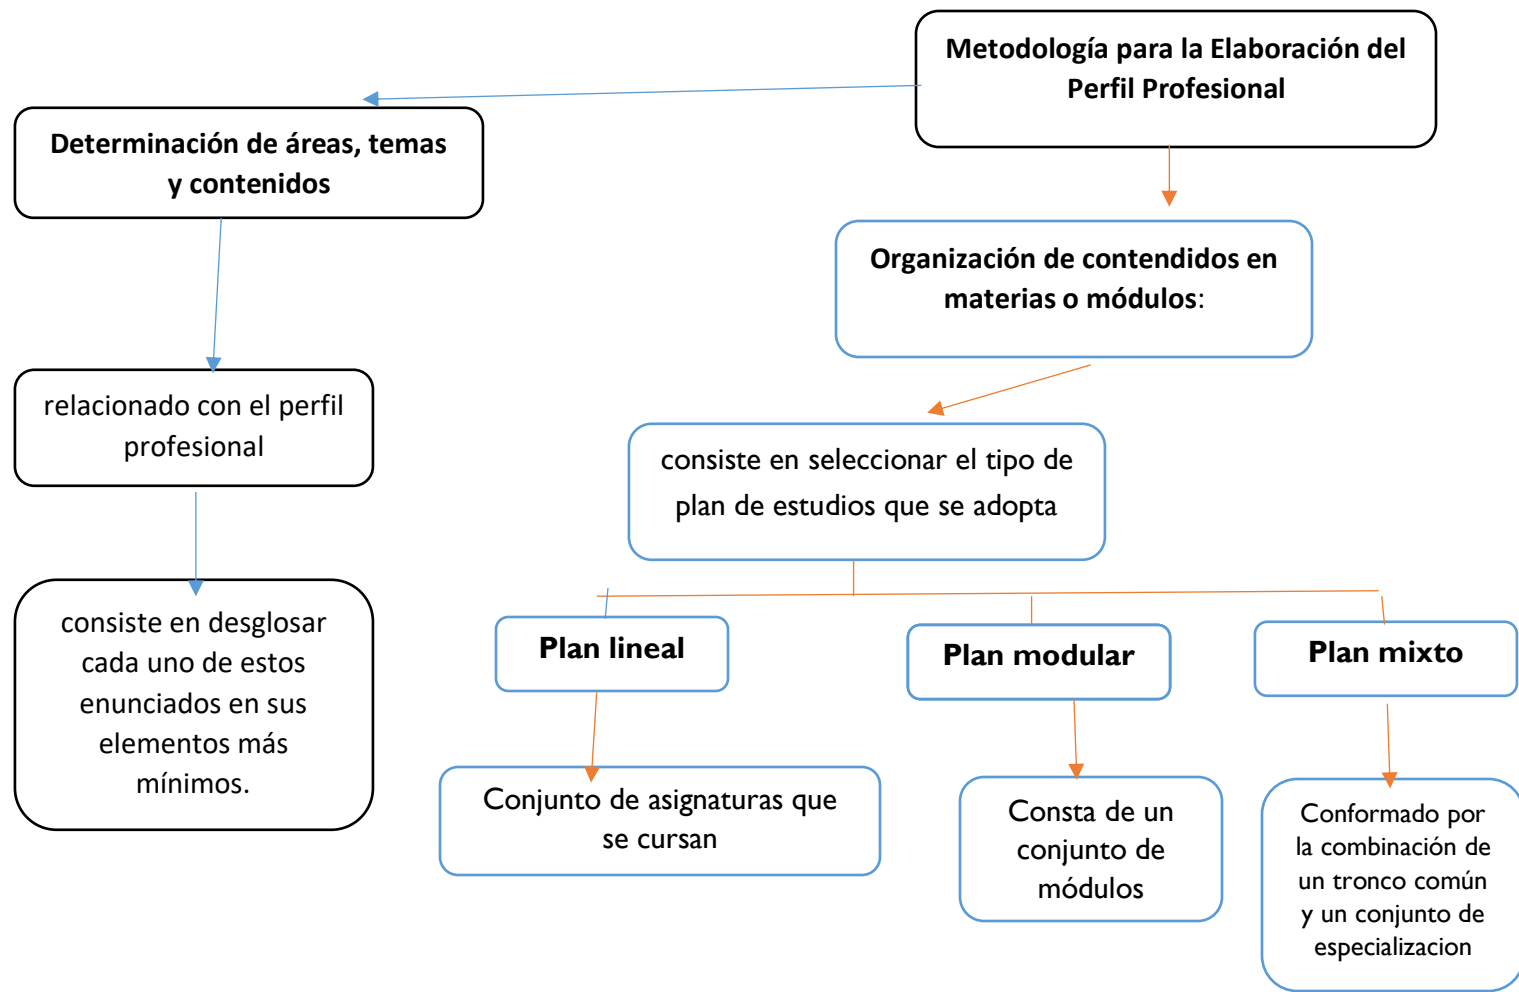 Metodología para la Elaboración del
Perfil Profesional
Determinación de áreas, temas
y contenidos
relacionado con el perfil
profesional
consiste en desglosar
cada uno de estos
enunciados en sus
elementos más
mínimos.
Organización de contendidos en
materias o módulos:
consiste en seleccionar el tipo de
plan de estudios que se adopta
Plan lineal
Conjunto de asignaturas que
se cursan
Plan modular
Consta de un
conjunto de
módulos
Plan mixto
Conformado por
la combinación de
un tronco común
y un conjunto de
especializacion